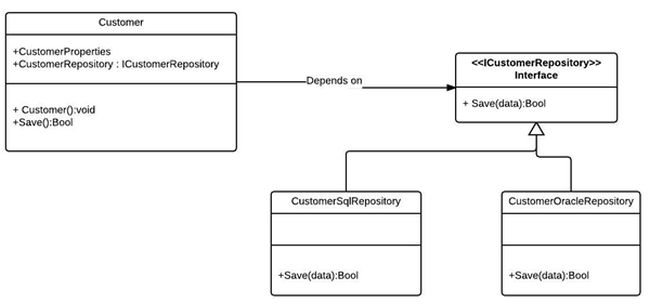 Customer
+CustomerProperties
+CustomerRepository : ICustomerRepository
+ Customer():void
+Save():Bool
Depends on
<<ICustomerRepository>>
Interface
+ Save(data):Bool
CustomerSqlRepository
+Save(data):Bool
CustomerOracleRepository
+Save(data):Bool